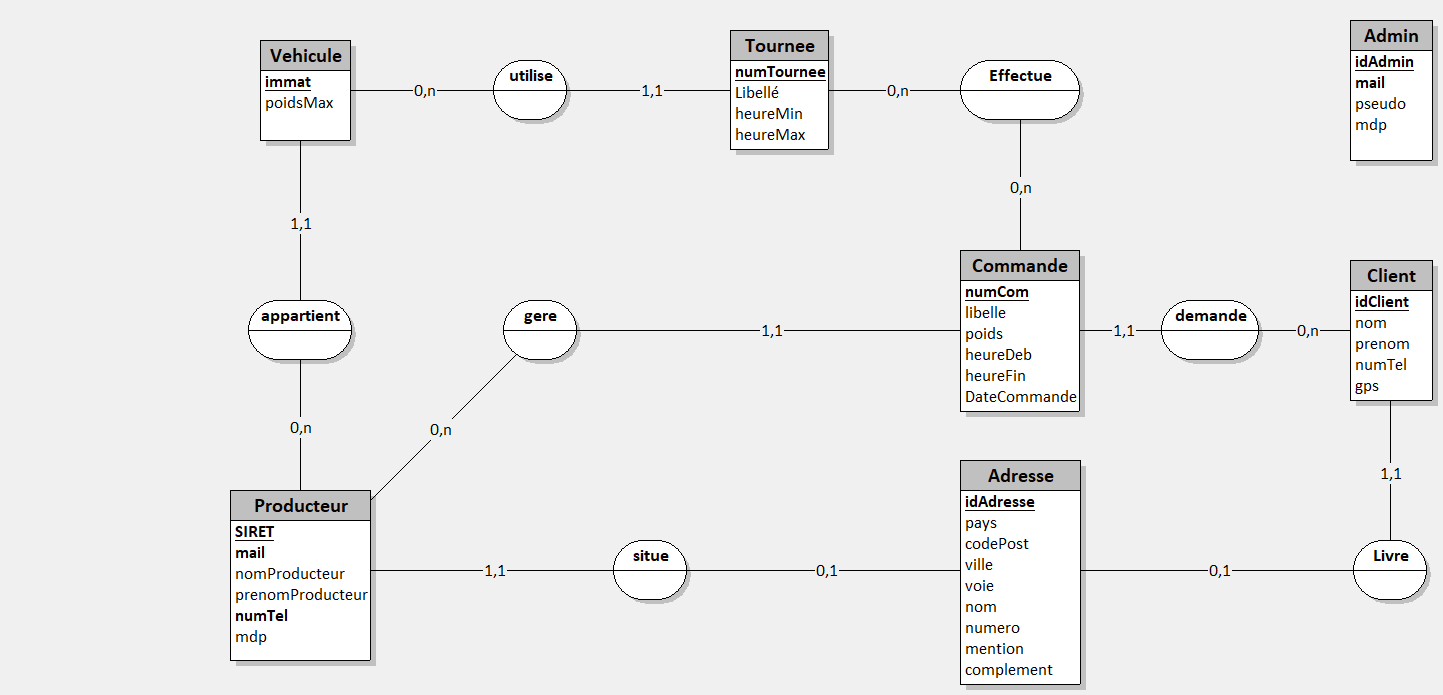 Vehicule
immat
poidsMax
0,n
utilise
1,1
Tournee
numTournee
Libellé
heureMin
heureMax
0,n
Effectue
Admin
idAdmin
mail
pseudo
mdp
1,1
0,n
appartient
gere
1,1
Commande
numCom
libelle
poids
heureDeb
heureFin
DateCommande
1,1
demande
0,n
Client
idClient
nom
prenom
numTel
gps
0,n
0,n
1,1
Producteur
SIRET
mail
nomProducteur
prenomProducteur
numTel
mdp
1,1
situe
0,1
Adresse
idAdresse
pays
codePost
ville
voie
nom
numero
mention
complement
0,1
Livre